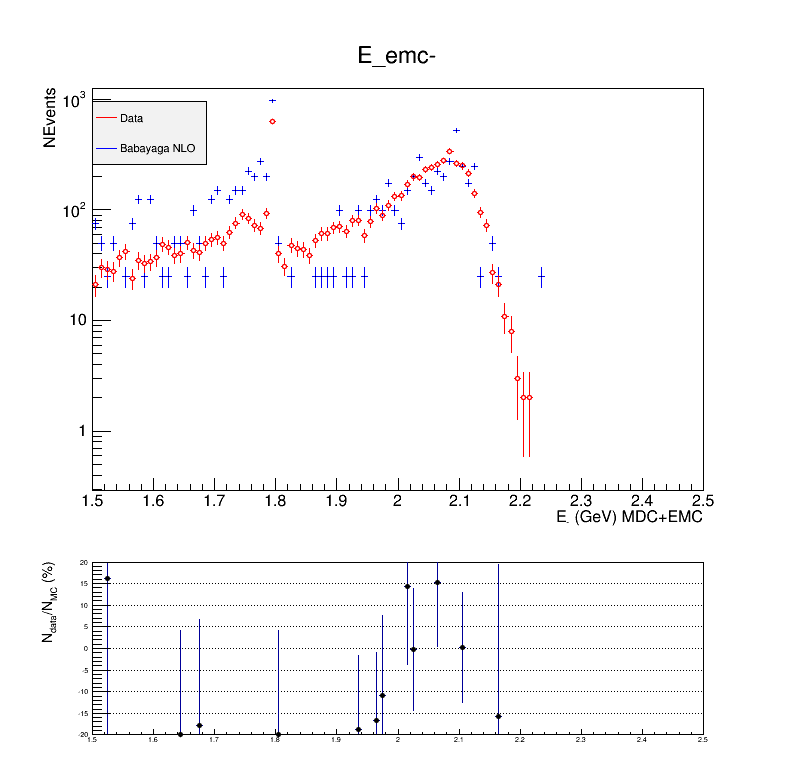 E_emc-
NEvents
10³
10²
10
1
Data
Babayaga NLO
1.5 1.6 1.7 1.8 1.9 2 2.1 2.2 2.3 2.4 2.5
E₋ (GeV) MDC+EMC
N_data/N_MC (%)
20
15
10
5
0
-5
-10
-15
-20
1.5 1.6 1.7 1.8 1.9 2 2.1 2.2 2.3 2.4 2.5